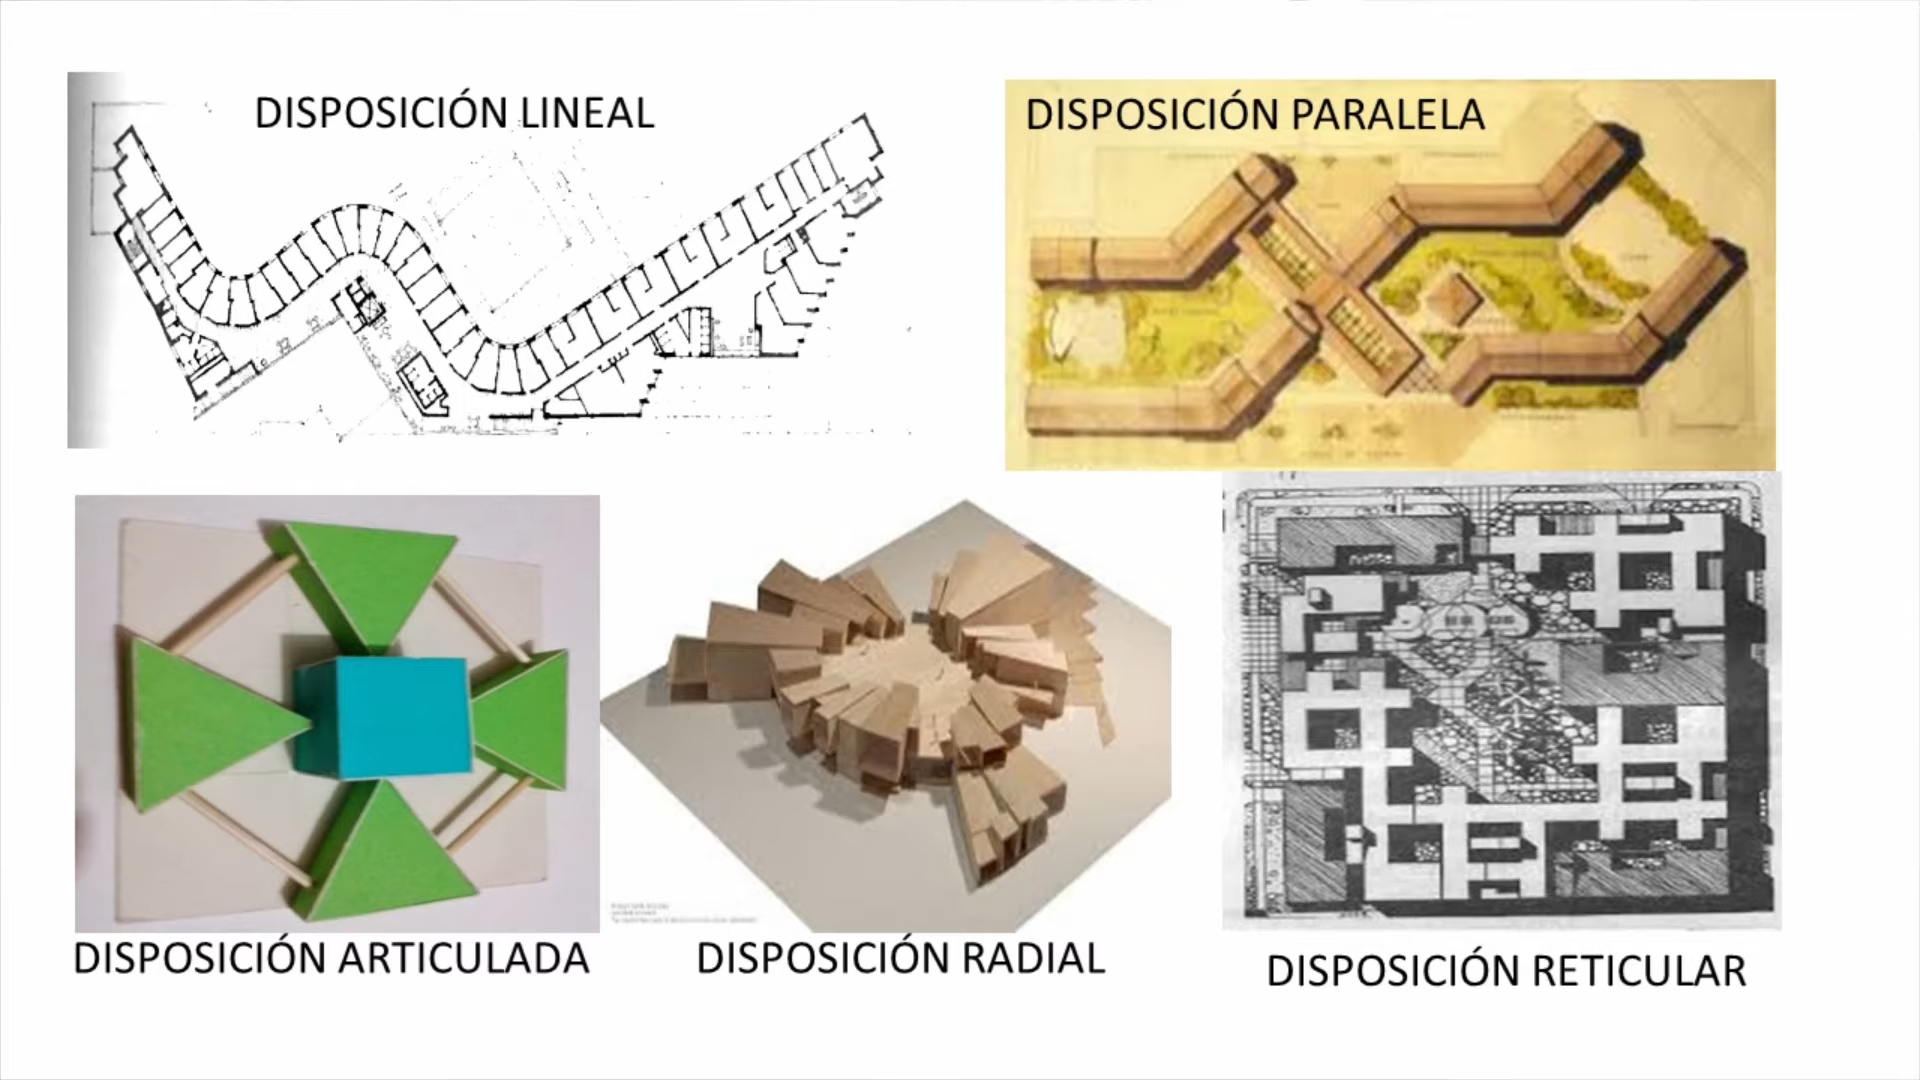 DISPOSICIÓN LINEAL
DISPOSICIÓN PARALELA
DISPOSICIÓN ARTICULADA
DISPOSICIÓN RADIAL
DISPOSICIÓN RETICULAR